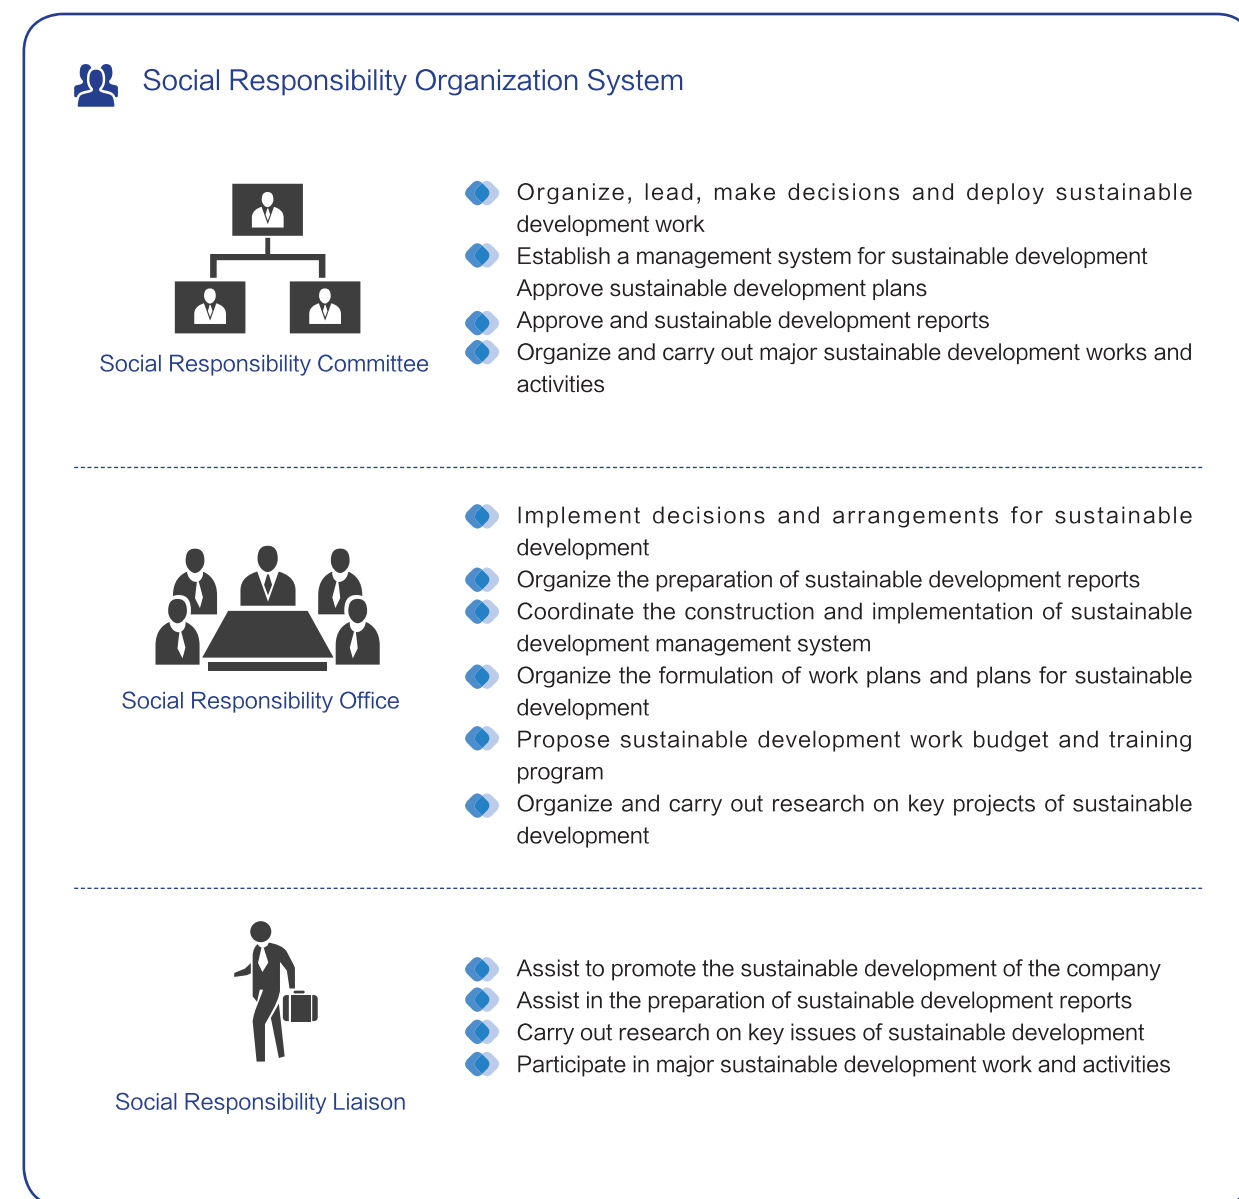 Social Responsibility Organization System
Organize, lead, make decisions and deploy sustainable
development work
Establish a management system for sustainable development
Approve sustainable development plans
Approve and sustainable development reports
Organize and carry out major sustainable development works and
activities
Social Responsibility Committee
Implement decisions and arrangements for sustainable
development
Organize the preparation of sustainable development reports
Coordinate the construction and implementation of sustainable
development management system
Organize the formulation of work plans and plans for sustainable
development
Propose sustainable development work budget and training
program
Organize and carry out research on key projects of sustainable
development
Social Responsibility Office
Assist to promote the sustainable development of the company
Assist in the preparation of sustainable development reports
Carry out research on key issues of sustainable development
Participate in major sustainable development work and activities
Social Responsibility Liaison